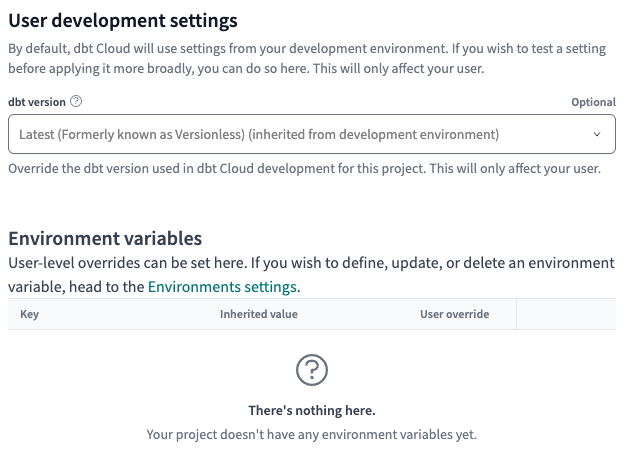 User development settings
By default, dbt Cloud will use settings from your development environment. If you wish to test a setting
before applying it more broadly, you can do so here. This will only affect your user.
dbt version ? Optional
Latest (Formerly known as Versionless) (inherited from development environment)
Override the dbt version used in dbt Cloud development for this project. This will only affect your user.
Environment variables
User-level overrides can be set here. If you wish to define, update, or delete an environment
variable, head to the Environments settings.
Key Inherited value User override
?
There's nothing here.
Your project doesn't have any environment variables yet.